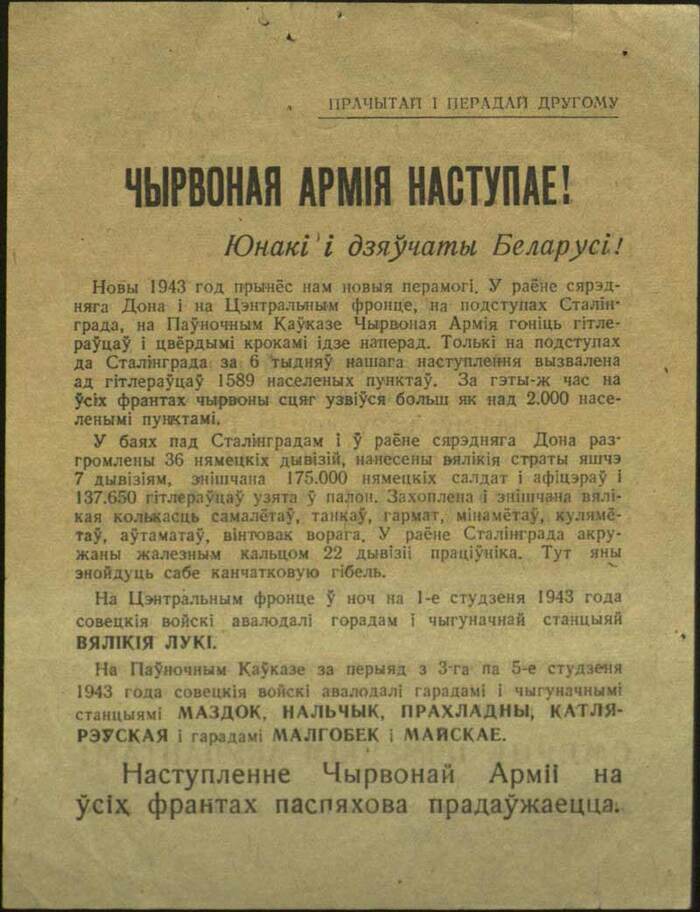 ПРАЧЫТАЙ І ПЕРАДАЙ ДРУГОМУ
ЧЫРВОНАЯ АРМІЯ НАСТУПАЕ!
Юнакі і дзяўчаты Беларусі!
Новы 1943 год прынёс нам новыя перамогі. У раёне сярэд-
няга Дона і на Цэнтральным фронце, на подступах Сталін-
града, на Паўночным Каўказе Чырвоная Армія гоніць гітле-
раўцаў і цвёрдымі крокамі ідзе наперад. Толькі на подступах
да Сталінграда за 6 тыдняў нашага наступлення вызвалена
ад гітлераўцаў 1589 населеных пунктаў. За гэты-ж час на
ўсіх франтах чырвоны сцяг узвіўся больш як над 2.000 насе-
ленымі пунктамі.
У баях пад Сталінградам і ў раёне сярэдняга Дона раз-
громлены 36 нямецкіх дывізій, нанесены вялікія страты яшчэ
7 дывізіям, знішчана 175.000 нямецкіх салдат і афіцэраў і
137.650 гітлераўцаў узята ў палон. Захоплена і знішчана вялі-
кая колькасць самалётаў, танкаў, гармат, мінамётаў, кулямё-
таў, аўтаматаў, вінтовак ворага. У раёне Сталінграда акру-
жаны жалезным кальцом 22 дывізіі праціўніка. Тут яны
знойдуць сабе канчатковую гібель.
На Цэнтральным фронце ў ноч на 1-е студзеня 1943 года
совецкія войскі авалодалі горадам і чыгуначнай станцыяй
ВЯЛІКІЯ ЛУКІ.
На Паўночным Каўказе за перыяд з 3-га па 5-е студзеня
1943 года совецкія войскі авалодалі гарадамі і чыгуначнымі
станцыямі МАЗДОК, НАЛЬЧЫК, ПРАХЛАДНЫ, КАТЛЯ-
РЭЎСКАЯ і гарадамі МАЛГОБЕК і МАЙСКАЕ.
Наступленне Чырвонай Арміі на
ўсіх франтах паспяхова прадаўжаецца.